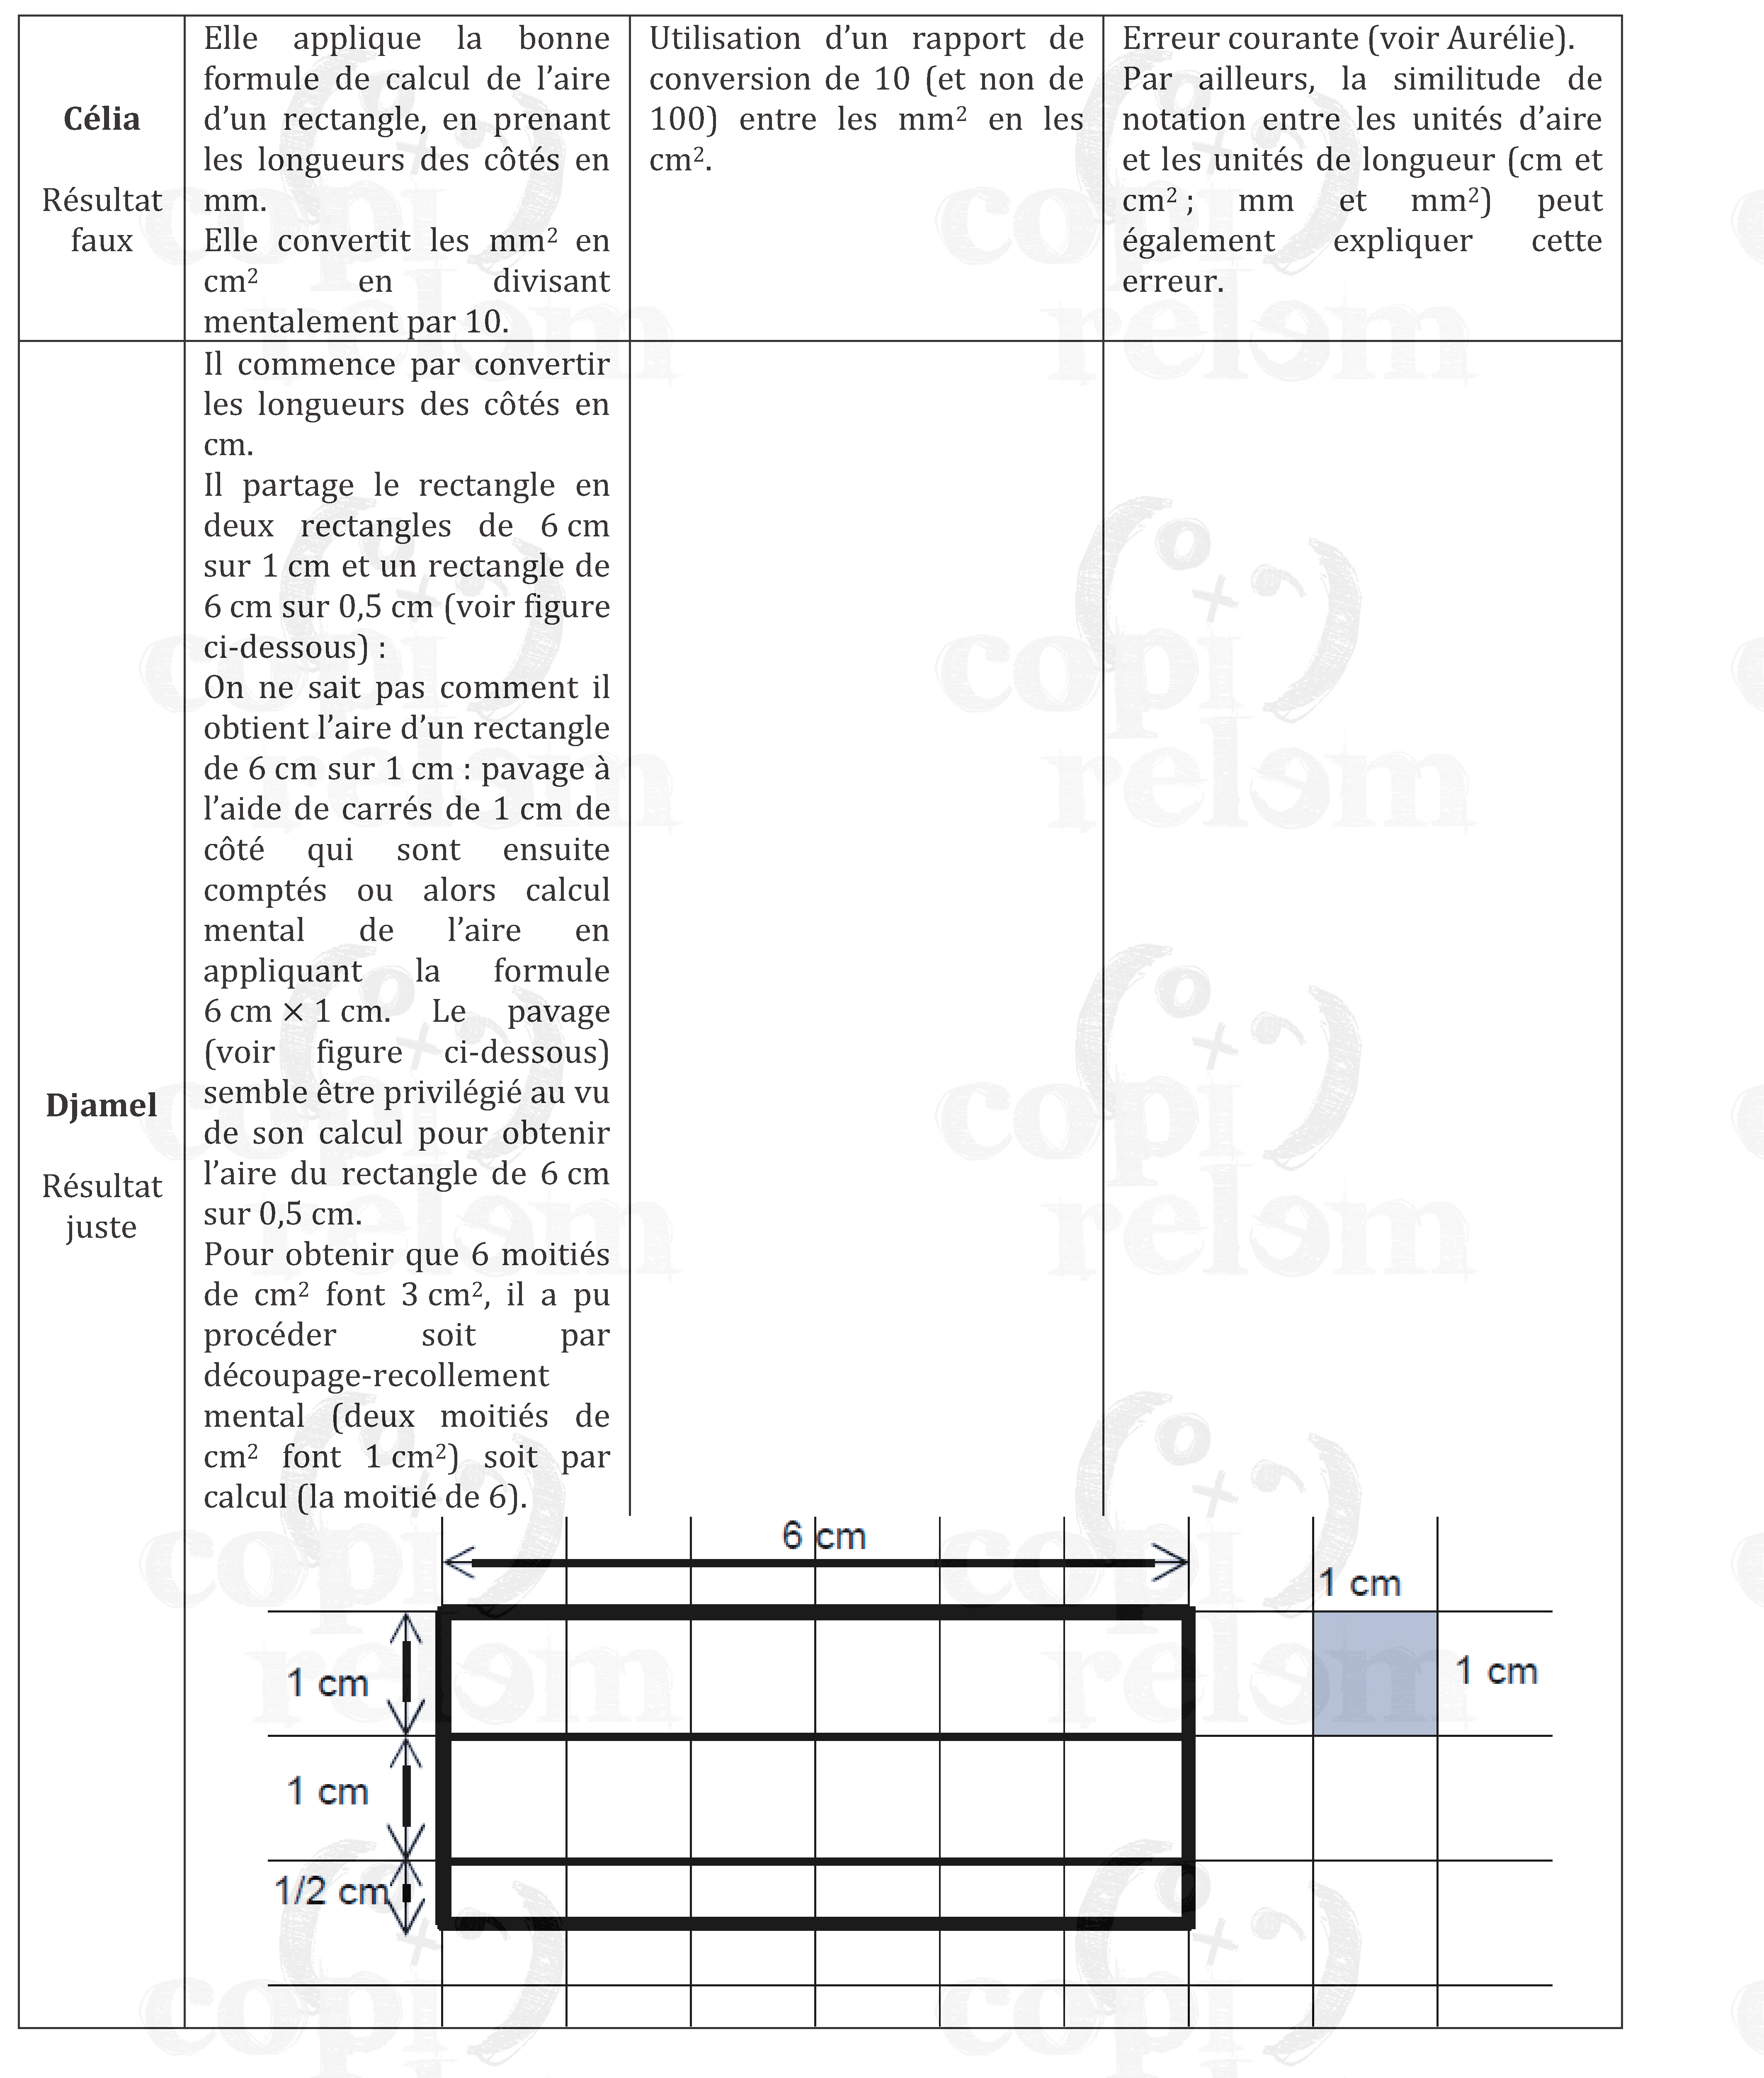 Célia
Résultat
faux
Elle applique la bonne
formule de calcul de l’aire
d’un rectangle, en prenant
les longueurs des côtés en
mm.
Elle convertit les mm² en
cm² en divisant
mentalement par 10.
Utilisation d’un rapport de
conversion de 10 (et non de
100) entre les mm² en les
cm².
Erreur courante (voir Aurélie).
Par ailleurs, la similitude de
notation entre les unités d’aire
et les unités de longueur (cm et
cm² ; mm et mm²) peut
également expliquer cette
erreur.
Djamel
Résultat
juste
Il commence par convertir
les longueurs des côtés en
cm.
Il partage le rectangle en
deux rectangles de 6 cm
sur 1 cm et un rectangle de
6 cm sur 0,5 cm (voir figure
ci-dessous) :
On ne sait pas comment il
obtient l’aire d’un rectangle
de 6 cm sur 1 cm : pavage à
l’aide de carrés de 1 cm de
côté qui sont ensuite
comptés ou alors calcul
mental de l’aire en
appliquant la formule
6 cm × 1 cm. Le pavage
(voir figure ci-dessous)
semble être privilégié au vu
de son calcul pour obtenir
l’aire du rectangle de 6 cm
sur 0,5 cm.
Pour obtenir que 6 moitiés
de cm² font 3 cm², il a pu
procéder soit par
découpage-recollement
mental (deux moitiés de
cm² font 1 cm²) soit par
calcul (la moitié de 6).
6 cm
1 cm
1 cm
1 cm
1 cm
1/2 cm